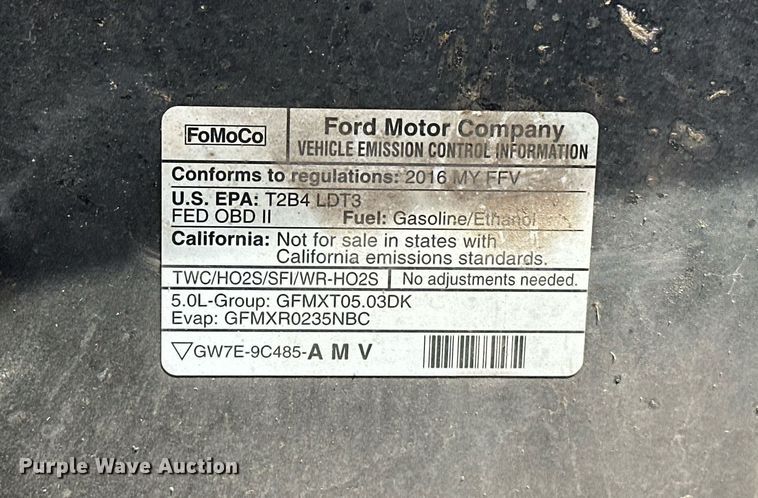 FoMoCo
Ford Motor Company
VEHICLE EMISSION CONTROL INFORMATION
Conforms to regulations: 2016 MY FFV
U.S. EPA: T2B4 LDT3
FED OBD II Fuel: Gasoline/Ethanol
California: Not for sale in states with
California emissions standards.
TWC/HO2S/SFI/WR-HO2S No adjustments needed.
5.0L-Group: GFMXT05.03DK
Evap: GFMXR0235NBC
GW7E-9C485-A M V
Purple Wave Auction